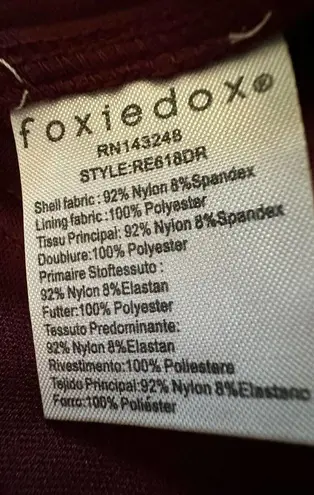 foxiedox®
RN143248
STYLE:RE618DR
Shell fabric: 92% Nylon 8%Spandex
Lining fabric:100% Polyester
Tissu Principal: 92% Nylon 8%Spandex
Doublure:100% Polyester
Primaire Stoftessuto :
92% Nylon 8%Elastan
Futter:100% Polyester
Tessuto Predominante:
92% Nylon 8%Elastan
Rivestimento:100% Poliestere
Tejido Principal:92% Nylon 8%Elastano
Forro:100% Poliéster